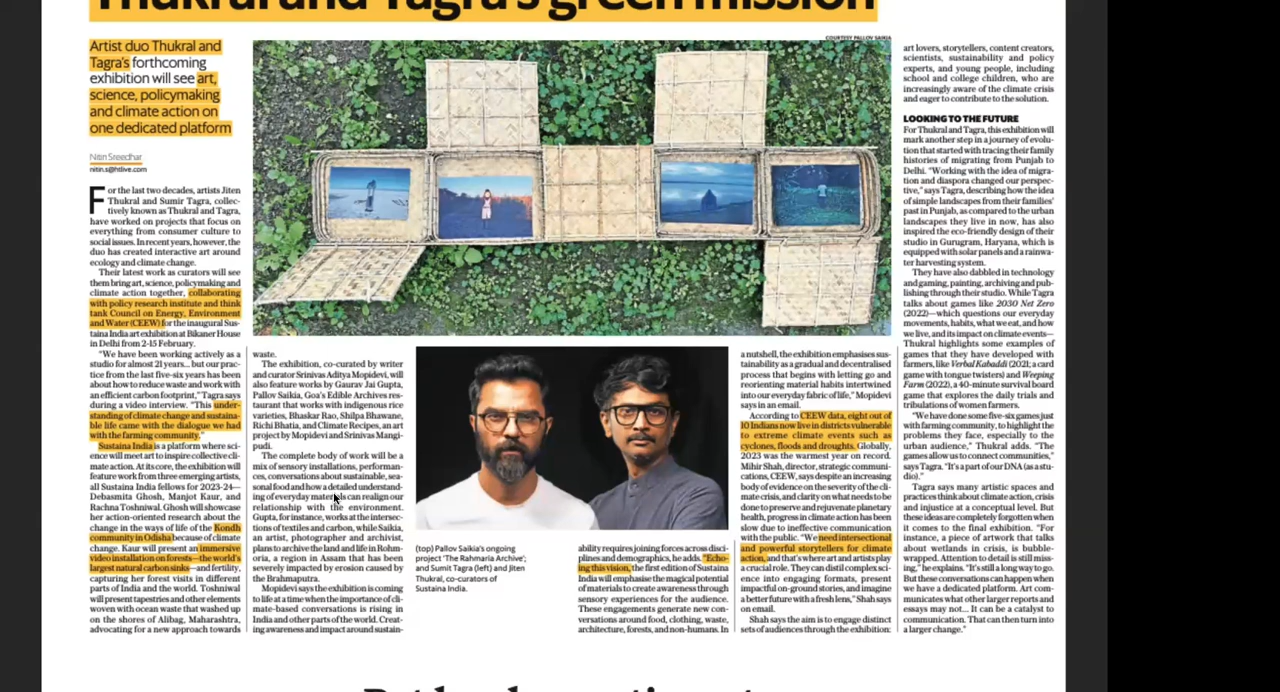 Thukral and Tagra's green mission
COURTESY PALLOV SAIKIA
Artist duo Thukral and
Tagra's forthcoming
exhibition will see art,
science, policymaking
and climate action on
one dedicated platform
Nitin Sreedhar
nitin.s@htlive.com
For the last two decades, artists Jiten
Thukral and Sumir Tagra, collec-
tively known as Thukral and Tagra,
have worked on projects that focus on
everything from consumer culture to
social issues. In recent years, however, the
duo has created interactive art around
ecology and climate change.
Their latest work as curators will see
them bring art, science, policymaking and
climate action together, collaborating
with policy research institute and think
tank Council on Energy, Environment
and Water (CEEW) for the inaugural Sus-
taina India art exhibition at Bikaner House
in Delhi from 2-15 February.
"We have been working actively as a
studio for almost 21 years... but our prac-
tice from the last five-six years has been
about how to reduce waste and work with
an efficient carbon footprint," Tagra says
during a video interview. "This under-
standing of climate change and sustaina-
ble life came with the dialogue we had
with the farming community."
Sustaina India is a platform where sci-
ence will meet art to inspire collective cli-
mate action. At its core, the exhibition will
feature work from three emerging artists,
all Sustaina India fellows for 2023-24—
Debasmita Ghosh, Manjot Kaur, and
Rachna Toshniwal. Ghosh will showcase
her action-oriented research about the
change in the ways of life of the Kondh
community in Odisha because of climate
change. Kaur will present an immersive
video installation on forests—the world's
largest natural carbon sinks—and fertility,
capturing her forest visits in different
parts of India and the world. Toshniwal
will present tapestries and other elements
woven with ocean waste that washed up
on the shores of Alibag, Maharashtra,
advocating for a new approach towards
waste.
The exhibition, co-curated by writer
and curator Srinivas Aditya Mopidevi, will
also feature works by Gaurav Jai Gupta,
Pallov Saikia, Goa's Edible Archives res-
taurant that works with indigenous rice
varieties, Bhaskar Rao, Shilpa Bhawane,
Richi Bhatia, and Climate Recipes, an art
project by Mopidevi and Srinivas Mangi-
pudi.
The complete body of work will be a
mix of sensory installations, performan-
ces, conversations about sustainable, sea-
sonal food and how a detailed understand-
ing of everyday materials can realign our
relationship with the environment.
Gupta, for instance, works at the intersec-
tions of textiles and carbon, while Saikia,
an artist, photographer and archivist,
plans to archive the land and life in Rohm-
oria, a region in Assam that has been
severely impacted by erosion caused by
the Brahmaputra.
Mopidevi says the exhibition is coming
to life at a time when the importance of cli-
mate-based conversations is rising in
India and other parts of the world. Creat-
ing awareness and impact around sustain-
(top) Pallov Saikia's ongoing
project 'The Rahmaria Archive';
and Sumit Tagra (left) and Jiten
Thukral, co-curators of
Sustaina India.
ability requires joining forces across disci-
plines and demographics, he adds. "Echo-
ing this vision, the first edition of Sustaina
India will emphasise the magical potential
of materials to create awareness through
sensory experiences for the audience.
These engagements generate new con-
versations around food, clothing, waste,
architecture, forests, and non-humans. In
a nutshell, the exhibition emphasises sus-
tainability as a gradual and decentralised
process that begins with letting go and
reorienting material habits intertwined
into our everyday fabric of life," Mopidevi
says in an email.
According to CEEW data, eight out of
10 Indians now live in districts vulnerable
to extreme climate events such as
cyclones, floods and droughts. Globally,
2023 was the warmest year on record.
Mihir Shah, director, strategic communi-
cations, CEEW, says despite an increasing
body of evidence on the severity of the cli-
mate crisis, and clarity on what needs to be
done to preserve and rejuvenate planetary
health, progress in climate action has been
slow due to ineffective communication
with the public. "We need intersectional
and powerful storytellers for climate
action, and that's where art and artists play
a crucial role. They can distil complex sci-
ence into engaging formats, present
impactful on-ground stories, and imagine
a better future with a fresh lens," Shah says
on email.
Shah says the aim is to engage distinct
sets of audiences through the exhibition:
art lovers, storytellers, content creators,
scientists, sustainability and policy
experts, and young people, including
school and college children, who are
increasingly aware of the climate crisis
and eager to contribute to the solution.
LOOKING TO THE FUTURE
For Thukral and Tagra, this exhibition will
mark another step in a journey of evolu-
tion that started with tracing their family
histories of migrating from Punjab to
Delhi. "Working with the idea of migra-
tion and diaspora changed our perspec-
tive," says Tagra, describing how the idea
of simple landscapes from their families'
past in Punjab, as compared to the urban
landscapes they live in now, has also
inspired the eco-friendly design of their
studio in Gurugram, Haryana, which is
equipped with solar panels and a rainwa-
ter harvesting system.
They have also dabbled in technology
and gaming, painting, archiving and pub-
lishing through their studio. While Tagra
talks about games like 2030 Net Zero
(2022)—which questions our everyday
movements, habits, what we eat, and how
we live, and its impact on climate events—
Thukral highlights some examples of
games that they have developed with
farmers, like Verbal Kabaddi (2021; a card
game with tongue twisters) and Weeping
Farm (2022), a 40-minute survival board
game that explores the daily trials and
tribulations of women farmers.
"We have done some five-six games just
with farming community, to highlight the
problems they face, especially to the
urban audience," Thukral adds. "The
games allow us to connect communities,"
says Tagra. "It's a part of our DNA (as a stu-
dio)."
Tagra says many artistic spaces and
practices think about climate action, crisis
and injustice at a conceptual level. But
these ideas are completely forgotten when
it comes to the final exhibition. "For
instance, a piece of artwork that talks
about wetlands in crisis, is bubble-
wrapped. Attention to detail is still miss-
ing," he explains. "It's still a long way to go.
But these conversations can happen when
we have a dedicated platform. Art com-
municates what other larger reports and
essays may not... It can be a catalyst to
communication. That can then turn into
a larger change."